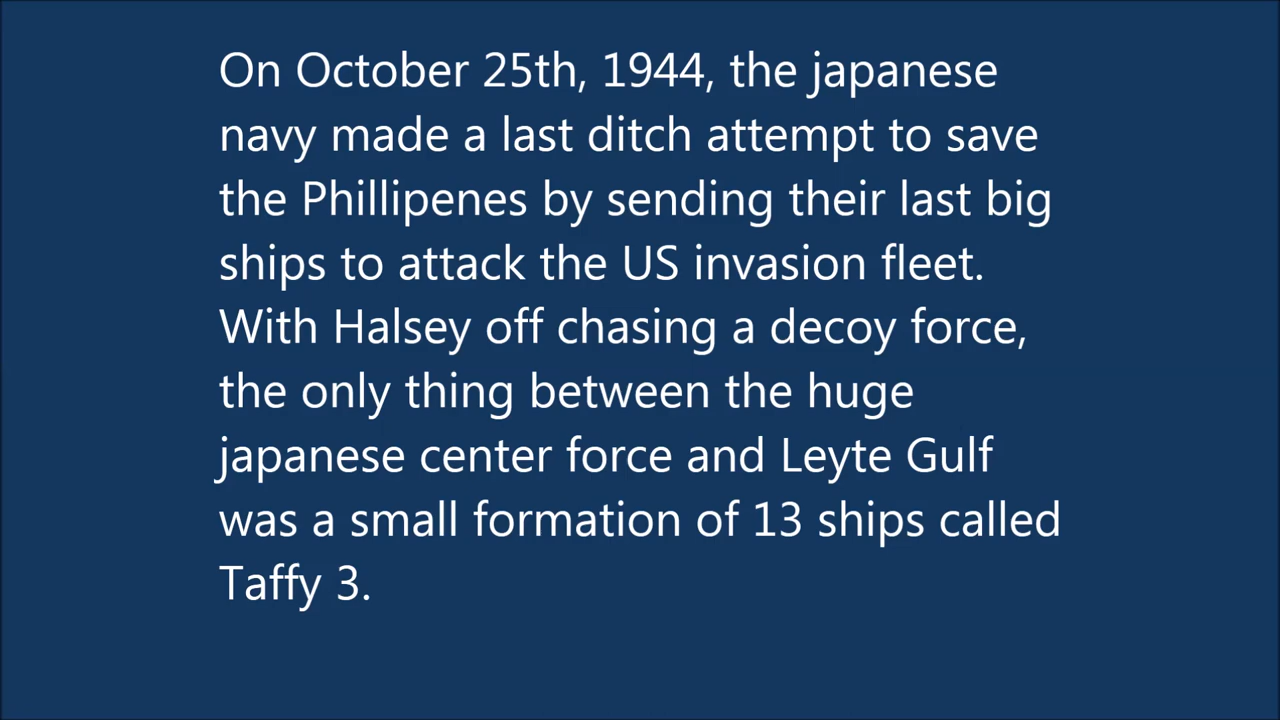 On October 25th, 1944, the japanese
navy made a last ditch attempt to save
the Phillipenes by sending their last big
ships to attack the US invasion fleet.
With Halsey off chasing a decoy force,
the only thing between the huge
japanese center force and Leyte Gulf
was a small formation of 13 ships called
Taffy 3.